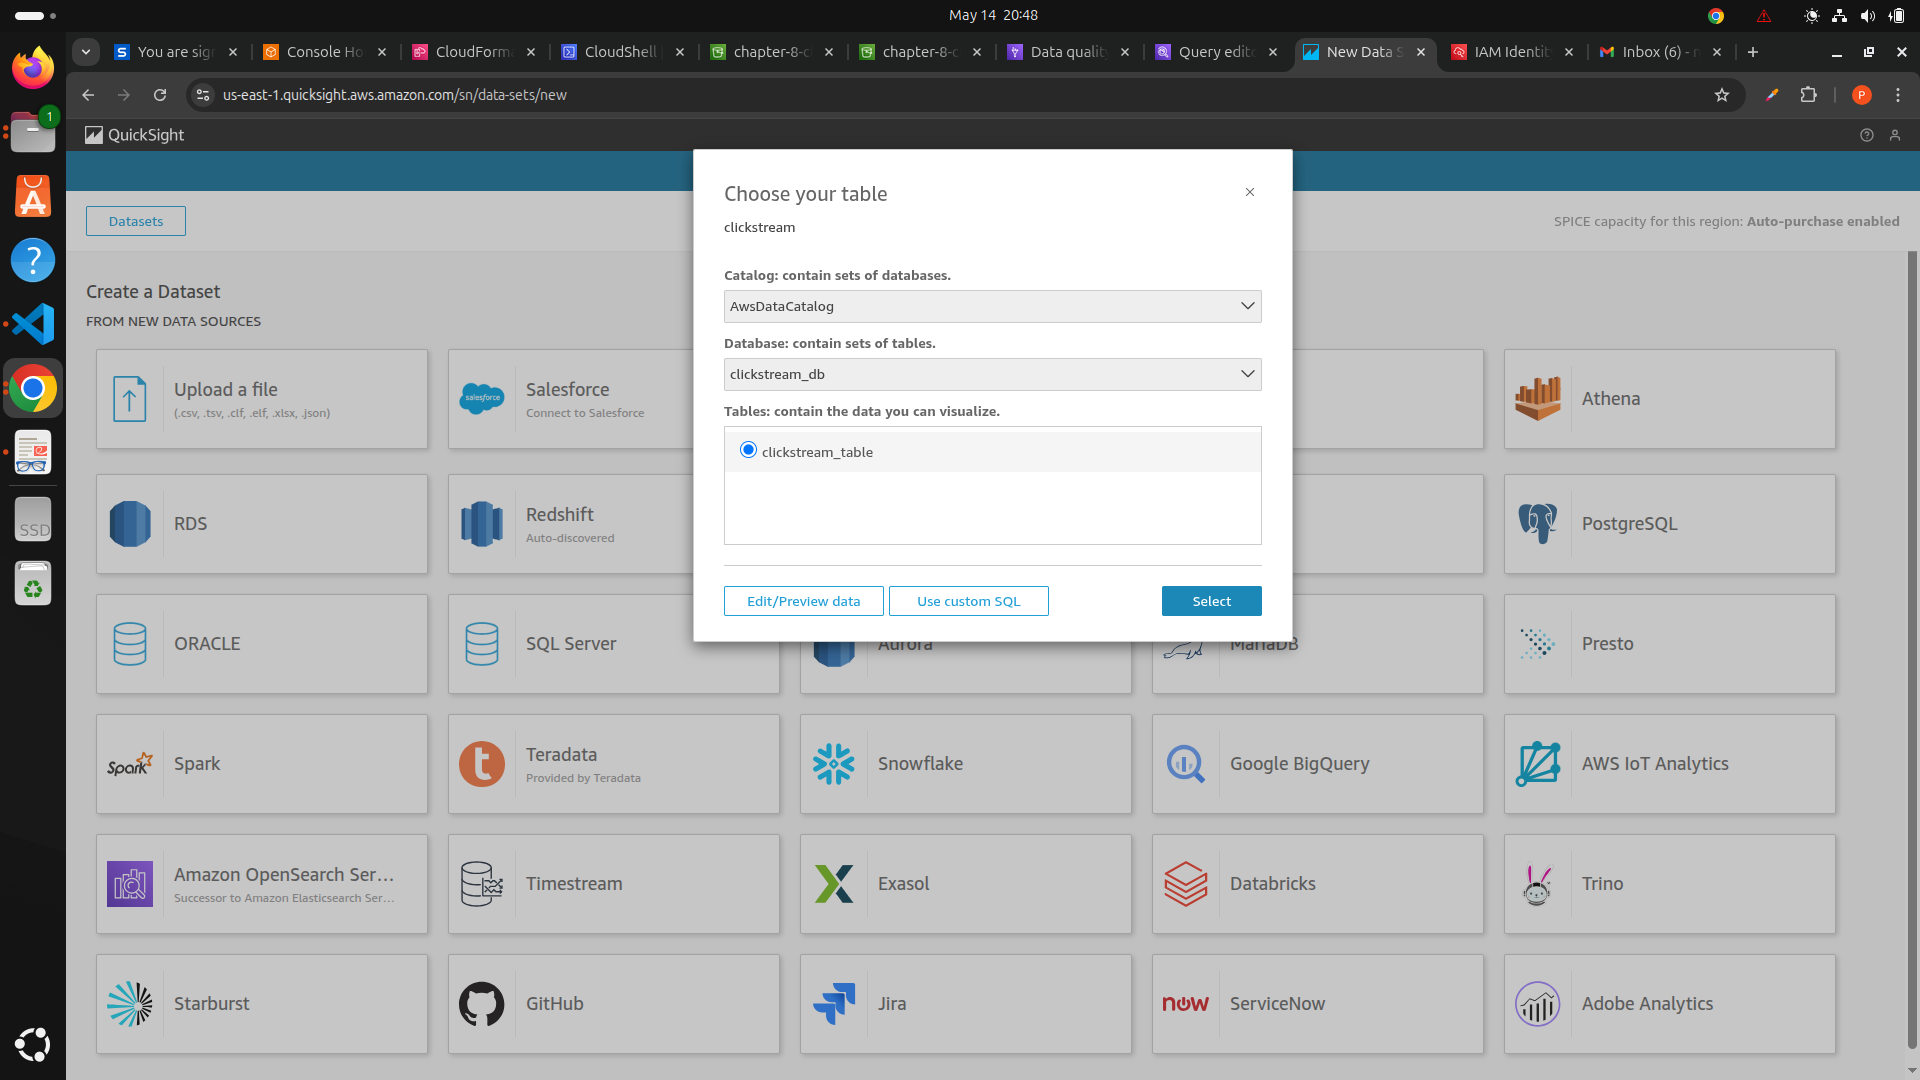 May 14 20:48
You are sig
Console Ho
CloudForm
CloudShell
chapter-8-c
chapter-8-c
Data quality
Query edito
New Data S
IAM Identit
Inbox (6) -
us-east-1.quicksight.aws.amazon.com/sn/data-sets/new
P
1
QuickSight
Datasets
SPICE capacity for this region: Auto-purchase enabled
Choose your table
clickstream
Catalog: contain sets of databases.
AwsDataCatalog
Database: contain sets of tables.
clickstream_db
Tables: contain the data you can visualize.
clickstream_table
Edit/Preview data
Use custom SQL
Select
Create a Dataset
FROM NEW DATA SOURCES
Upload a file
(.csv, .tsv, .clf, .elf, .xlsx, .json)
salesforce
Salesforce
Connect to Salesforce
Athena
RDS
Redshift
Auto-discovered
PostgreSQL
ORACLE
SQL Server
Aurora
MariaDB
Presto
Spark
Spark
Teradata
Provided by Teradata
Snowflake
Google BigQuery
AWS IoT Analytics
Amazon OpenSearch Ser...
Successor to Amazon Elasticsearch Ser...
Timestream
Exasol
Databricks
Trino
Starburst
GitHub
Jira
now
ServiceNow
Adobe Analytics
SSD